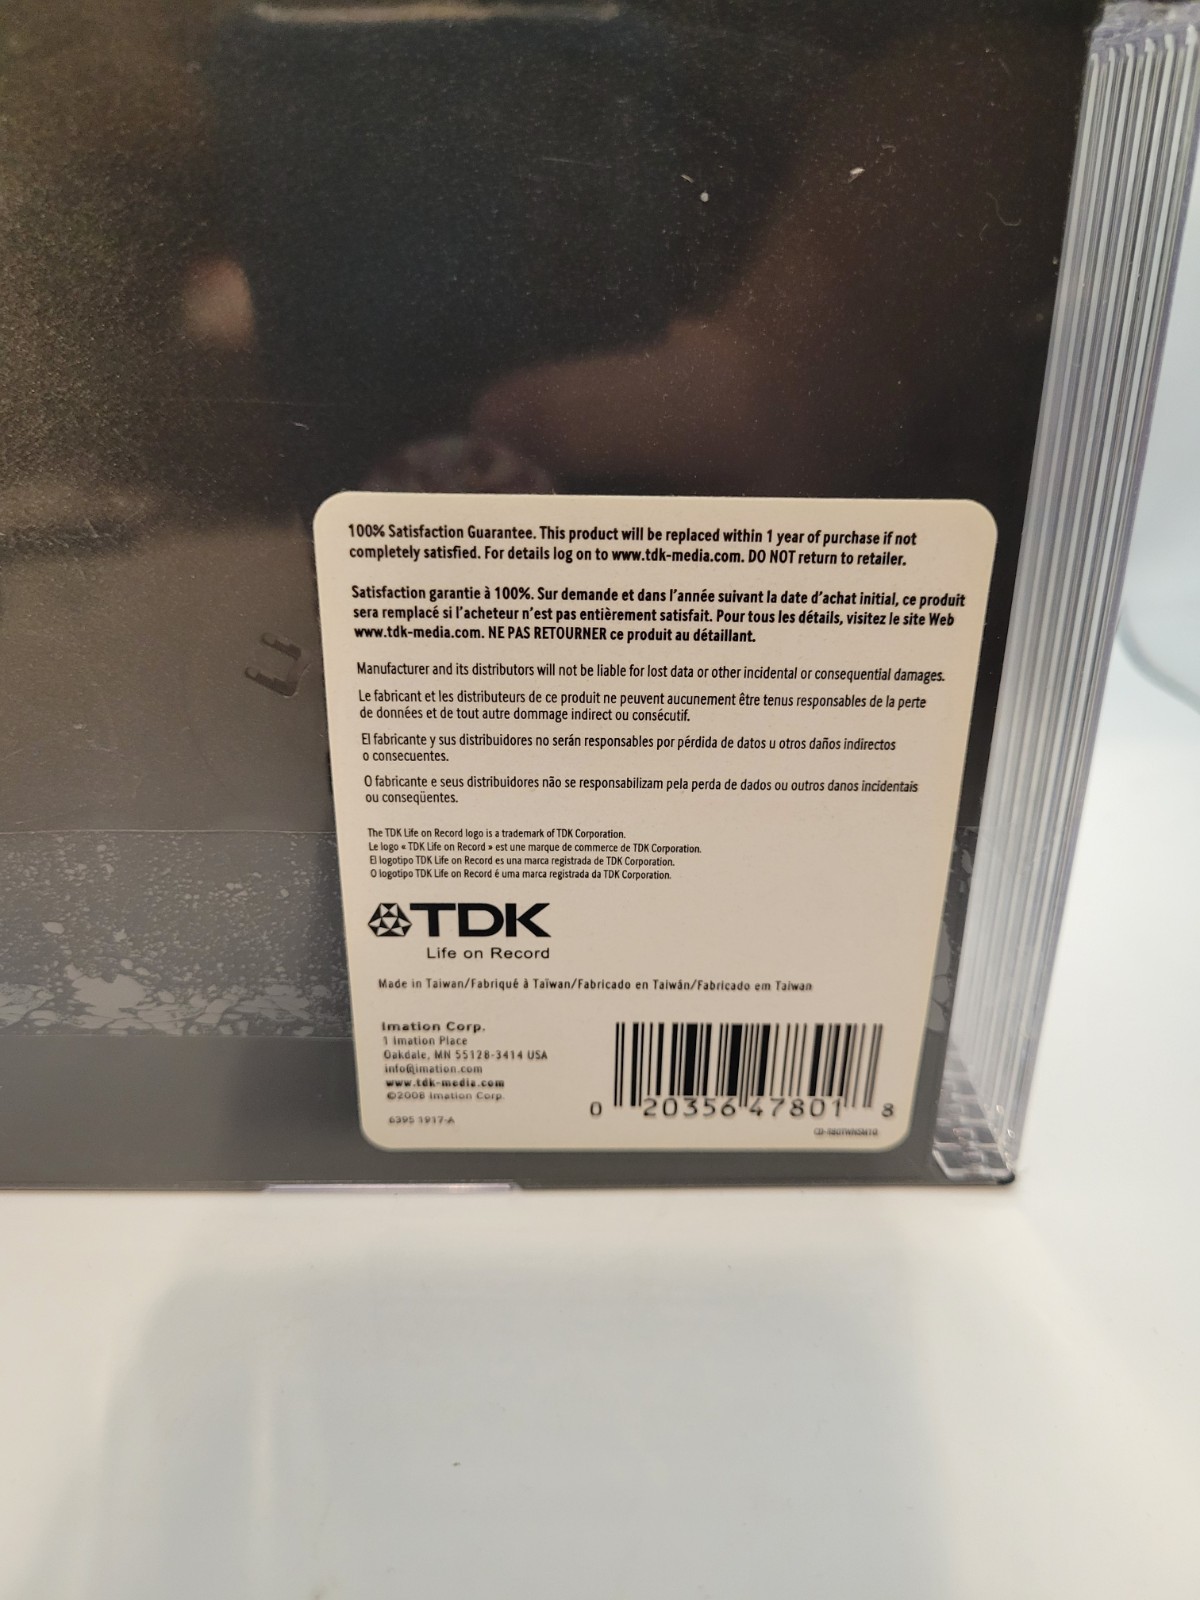 100% Satisfaction Guarantee. This product will be replaced within 1 year of purchase if not
completely satisfied. For details log on to www.tdk-media.com. DO NOT return to retailer.
Satisfaction garantie à 100%. Sur demande et dans l'année suivant la date d'achat initial, ce produit
sera remplacé si l'acheteur n'est pas entièrement satisfait. Pour tous les détails, visitez le site Web
www.tdk-media.com. NE PAS RETOURNER ce produit au détaillant.
Manufacturer and its distributors will not be liable for lost data or other incidental or consequential damages.
Le fabricant et les distributeurs de ce produit ne peuvent aucunement être tenus responsables de la perte
de données et de tout autre dommage indirect ou consécutif.
El fabricante y sus distribuidores no serán responsables por pérdida de datos u otros daños indirectos
o consecuentes.
O fabricante e seus distribuidores não se responsabilizam pela perda de dados ou outros danos incidentais
ou conseqüentes.
The TDK Life on Record logo is a trademark of TDK Corporation.
Le logo « TDK Life on Record » est une marque de commerce de TDK Corporation.
El logotipo TDK Life on Record es una marca registrada de TDK Corporation.
O logotipo TDK Life on Record é uma marca registrada da TDK Corporation.
TDK
Life on Record
Made in Taiwan/Fabriqué à Taïwan/Fabricado en Taiwán/Fabricado em Taiwan
Imation Corp.
1 Imation Place
Oakdale, MN 55128-3414 USA
info@imation.com
www.tdk-media.com
©2008 Imation Corp.
6395 1917-A
0 20356 47801 8